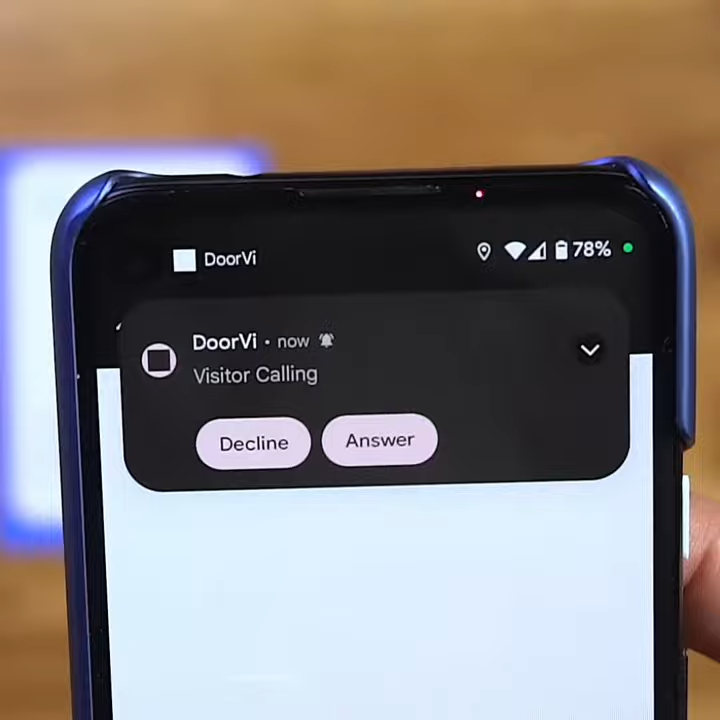 DoorVi 78%
DoorVi • now
Visitor Calling
Decline Answer